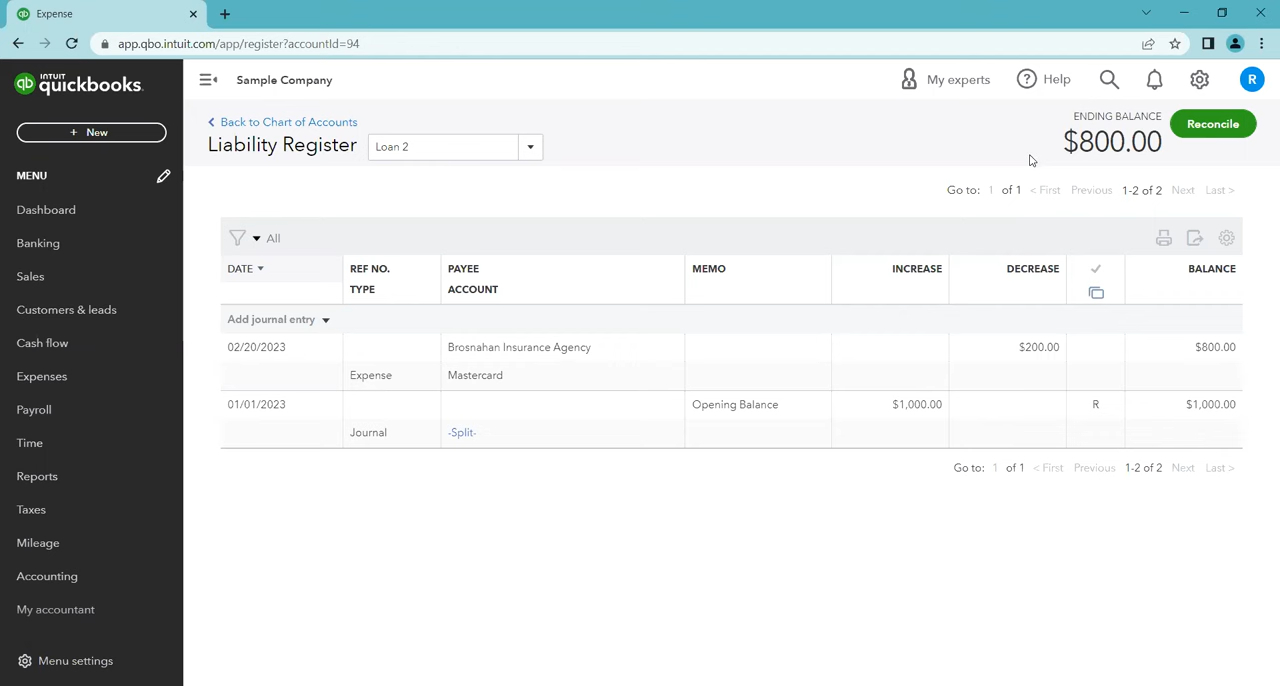 Expense
app.qbo.intuit.com/app/register?accountId=94
INTUIT
quickbooks.
Sample Company
My experts
Help
R
+ New
Back to Chart of Accounts
Liability Register
Loan 2
ENDING BALANCE
$800.00
Reconcile
MENU
Dashboard
Banking
Sales
Customers & leads
Cash flow
Expenses
Payroll
Time
Reports
Taxes
Mileage
Accounting
My accountant
Menu settings
Go to: 1 of 1 < First Previous 1-2 of 2 Next Last >
All
DATE REF NO. PAYEE MEMO INCREASE DECREASE ✓ BALANCE
TYPE ACCOUNT
Add journal entry
02/20/2023 Brosnahan Insurance Agency $200.00 $800.00
Expense Mastercard
01/01/2023 Opening Balance $1,000.00 R $1,000.00
Journal -Split-
Go to: 1 of 1 < First Previous 1-2 of 2 Next Last >